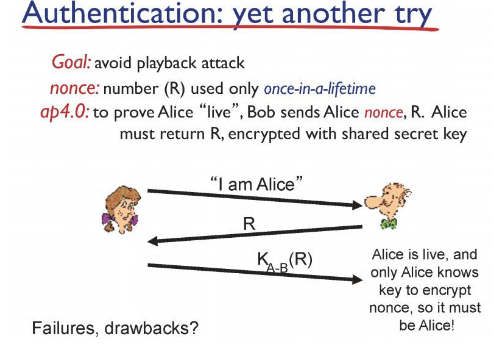 Authentication: yet another try
Goal: avoid playback attack
nonce: number (R) used only once-in-a-lifetime
ap4.0: to prove Alice “live”, Bob sends Alice nonce, R. Alice
must return R, encrypted with shared secret key
“I am Alice”
R
K_A-B(R)
Alice is live, and
only Alice knows
key to encrypt
nonce, so it must
be Alice!
Failures, drawbacks?